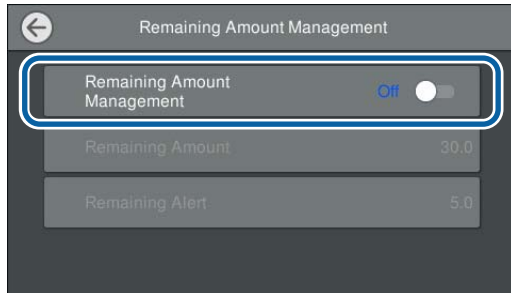 Remaining Amount Management
Remaining Amount
Management
Off
Remaining Amount 30.0
Remaining Alert 5.0